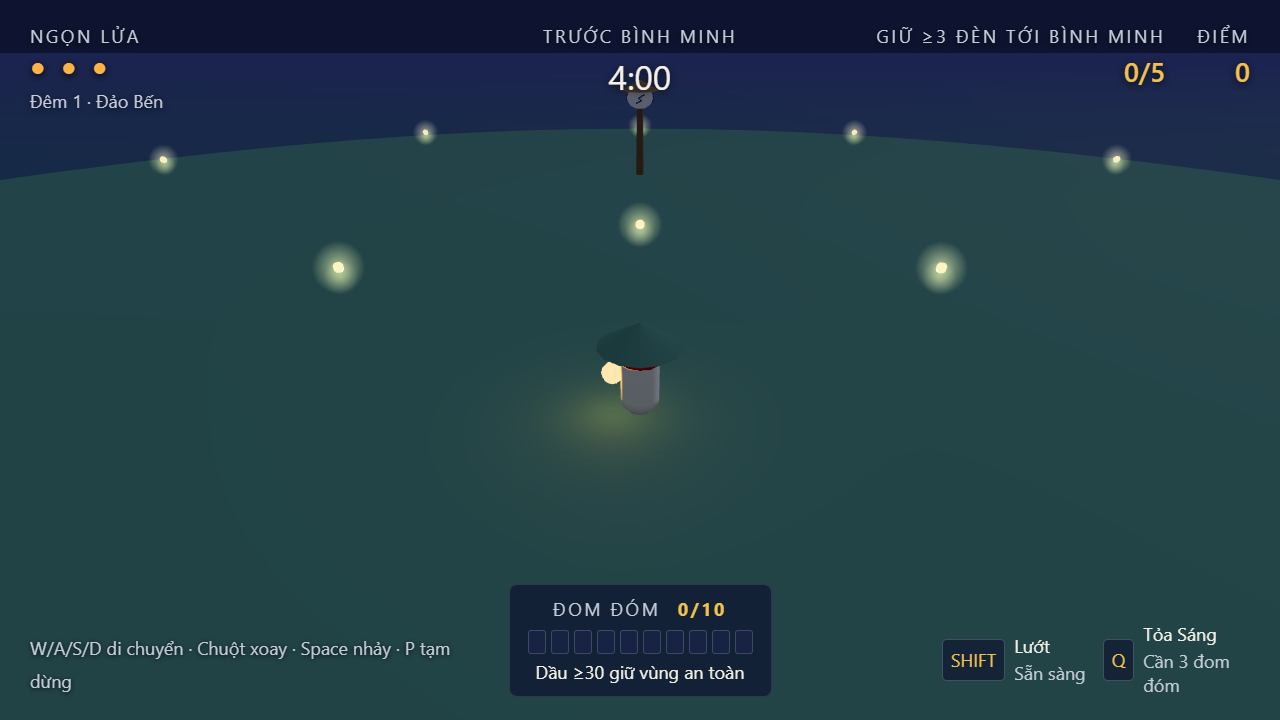 NGỌN LỬA
Đêm 1 · Đảo Bến
TRƯỚC BÌNH MINH
4:00
GIỮ ≥3 ĐÈN TỚI BÌNH MINH
0/5
ĐIỂM
0
ĐOM ĐÓM 0/10
Dầu ≥30 giữ vùng an toàn
W/A/S/D di chuyển · Chuột xoay · Space nhảy · P tạm
dừng
SHIFT
Lướt
Sẵn sàng
Q
Tỏa Sáng
Cần 3 đom
đóm